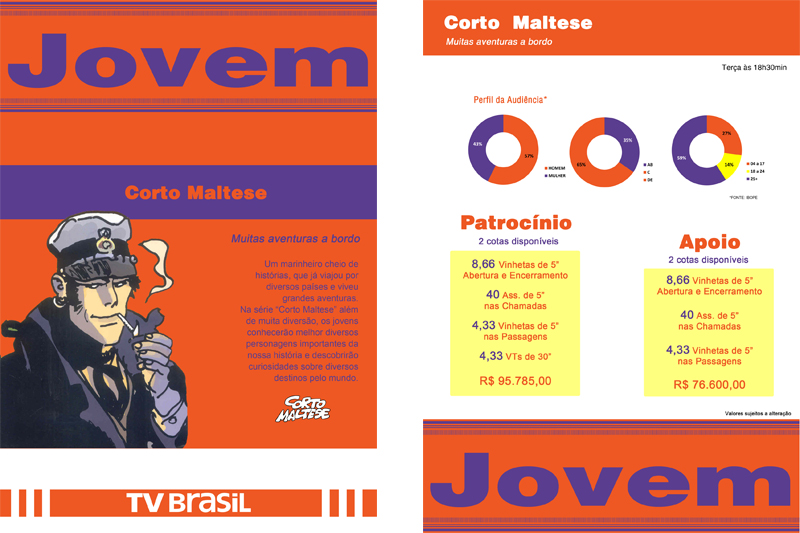 Jovem
Corto Maltese
Muitas aventuras a bordo
Um marinheiro cheio de
histórias, que já viajou por
diversos países e viveu
grandes aventuras.
Na série "Corto Maltese" além
de muita diversão, os jovens
conhecerão melhor diversos
personagens importantes da
nossa história e descobrirão
curiosidades sobre diversos
destinos pelo mundo.
CORTO
MALTESE
TV BRASIL
Corto Maltese
Muitas aventuras a bordo
Terça às 18h30min
Perfil da Audiência*
43%
57%
HOMEM
MULHER
35%
65%
AB
C
DE
27%
14%
59%
04 a 17
18 a 24
25+
*FONTE: IBOPE
Patrocínio
2 cotas disponíveis
8,66 Vinhetas de 5"
Abertura e Encerramento
40 Ass. de 5"
nas Chamadas
4,33 Vinhetas de 5"
nas Passagens
4,33 VTs de 30"
R$ 95.785,00
Apoio
2 cotas disponíveis
8,66 Vinhetas de 5"
Abertura e Encerramento
40 Ass. de 5"
nas Chamadas
4,33 Vinhetas de 5"
nas Passagens
R$ 76.600,00
Valores sujeitos a alteração
Jovem